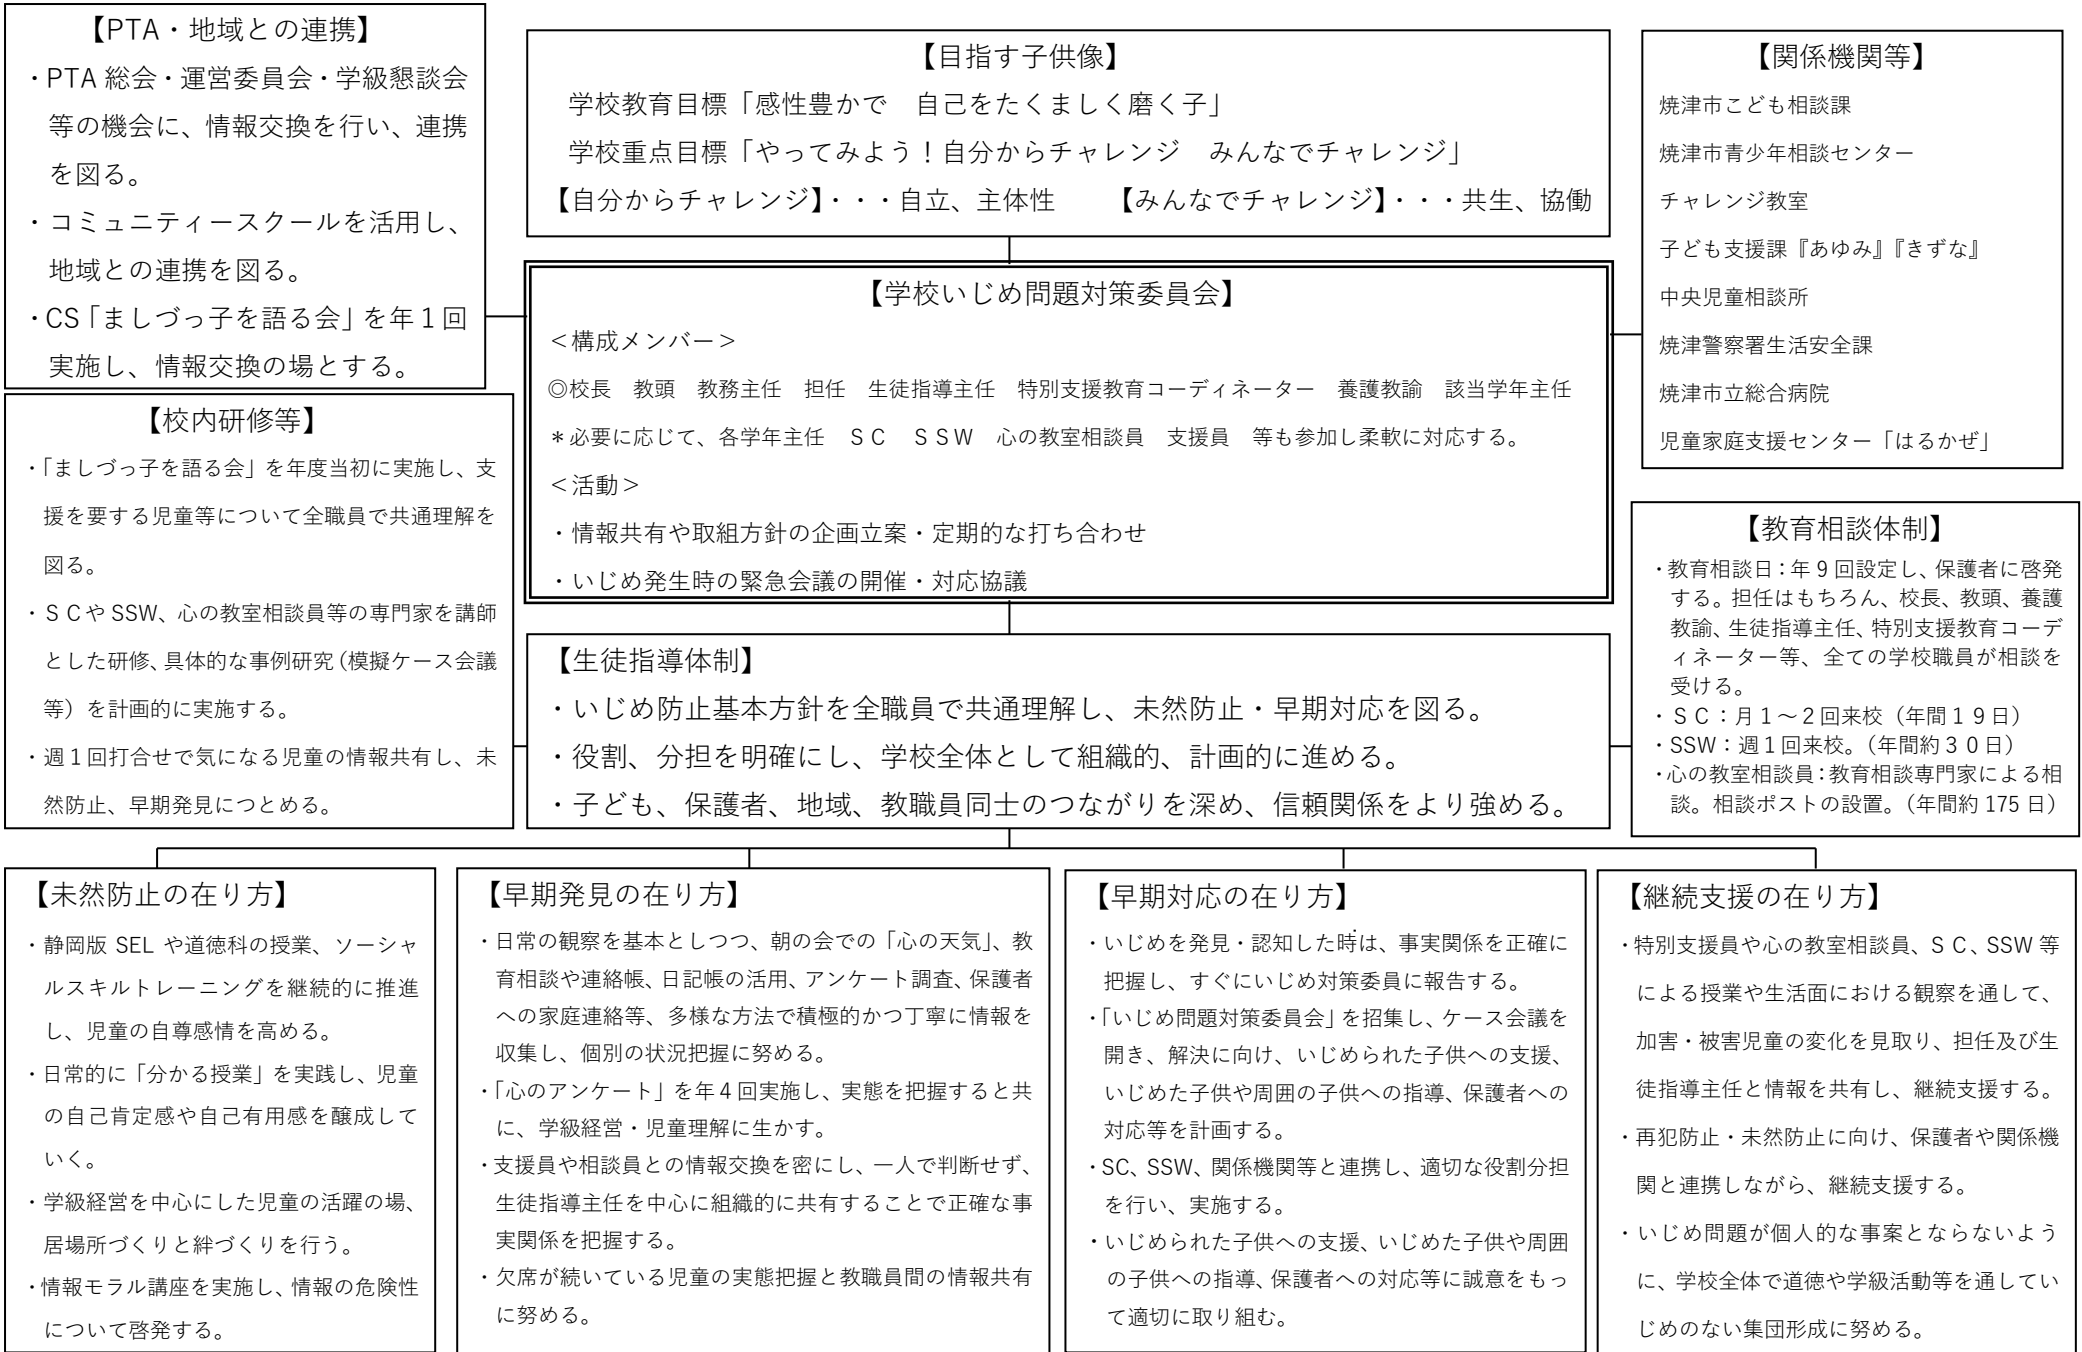 【PTA・地域との連携】
・PTA 総会・運営委員会・学級懇談会
等の機会に、情報交換を行い、連携
を図る。
・コミュニティースクールを活用し、
地域との連携を図る。
・CS「ましづっ子を語る会」を年１回
実施し、情報交換の場とする。
【目指す子供像】
学校教育目標「感性豊かで　自己をたくましく磨く子」
学校重点目標「やってみよう！自分からチャレンジ　みんなでチャレンジ」
【自分からチャレンジ】・・・自立、主体性　　【みんなでチャレンジ】・・・共生、協働
【関係機関等】
焼津市こども相談課
焼津市青少年相談センター
チャレンジ教室
子ども支援課『あゆみ』『きずな』
中央児童相談所
焼津警察署生活安全課
焼津市立総合病院
児童家庭支援センター「はるかぜ」
【学校いじめ問題対策委員会】
＜構成メンバー＞
◎校長　教頭　教務主任　担任　生徒指導主任　特別支援教育コーディネーター　養護教諭　該当学年主任
＊必要に応じて、各学年主任　ＳＣ　ＳＳＷ　心の教室相談員　支援員　等も参加し柔軟に対応する。
＜活動＞
・情報共有や取組方針の企画立案・定期的な打ち合わせ
・いじめ発生時の緊急会議の開催・対応協議
【校内研修等】
・「ましづっ子を語る会」を年度当初に実施し、支
援を要する児童等について全職員で共通理解を
図る。
・ＳＣや SSW、心の教室相談員等の専門家を講師
とした研修、具体的な事例研究（模擬ケース会議
等）を計画的に実施する。
・週１回打合せで気になる児童の情報共有し、未
然防止、早期発見につとめる。
【生徒指導体制】
・いじめ防止基本方針を全職員で共通理解し、未然防止・早期対応を図る。
・役割、分担を明確にし、学校全体として組織的、計画的に進める。
・子ども、保護者、地域、教職員同士のつながりを深め、信頼関係をより強める。
【教育相談体制】
・教育相談日：年 9 回設定し、保護者に啓発
する。担任はもちろん、校長、教頭、養護
教諭、生徒指導主任、特別支援教育コーデ
ィネーター等、全ての学校職員が相談を
受ける。
・ＳＣ：月１～２回来校（年間１９日）
・SSW：週１回来校。（年間約３０日）
・心の教室相談員：教育相談専門家による相
談。相談ポストの設置。（年間約 175 日）
【未然防止の在り方】
・静岡版 SEL や道徳科の授業、ソーシャ
ルスキルトレーニングを継続的に推進
し、児童の自尊感情を高める。
・日常的に「分かる授業」を実践し、児童
の自己肯定感や自己有用感を醸成して
いく。
・学級経営を中心にした児童の活躍の場、
居場所づくりと絆づくりを行う。
・情報モラル講座を実施し、情報の危険性
について啓発する。
【早期発見の在り方】
・日常の観察を基本としつつ、朝の会での「心の天気」、教
育相談や連絡帳、日記帳の活用、アンケート調査、保護者
への家庭連絡等、多様な方法で積極的かつ丁寧に情報を
収集し、個別の状況把握に努める。
・「心のアンケート」を年４回実施し、実態を把握すると共
に、学級経営・児童理解に生かす。
・支援員や相談員との情報交換を密にし、一人で判断せず、
生徒指導主任を中心に組織的に共有することで正確な事
実関係を把握する。
・欠席が続いている児童の実態把握と教職員間の情報共有
に努める。
【早期対応の在り方】
・いじめを発見・認知した時は、事実関係を正確に
把握し、すぐにいじめ対策委員に報告する。
・「いじめ問題対策委員会」を招集し、ケース会議を
開き、解決に向け、いじめられた子供への支援、
いじめた子供や周囲の子供への指導、保護者への
対応等を計画する。
・SC、SSW、関係機関等と連携し、適切な役割分担
を行い、実施する。
・いじめられた子供への支援、いじめた子供や周囲
の子供への指導、保護者への対応等に誠意をもっ
て適切に取り組む。
【継続支援の在り方】
・特別支援員や心の教室相談員、ＳＣ、SSW 等
による授業や生活面における観察を通して、
加害・被害児童の変化を見取り、担任及び生
徒指導主任と情報を共有し、継続支援する。
・再犯防止・未然防止に向け、保護者や関係機
関と連携しながら、継続支援する。
・いじめ問題が個人的な事案とならないよう
に、学校全体で道徳や学級活動等を通してい
じめのない集団形成に努める。